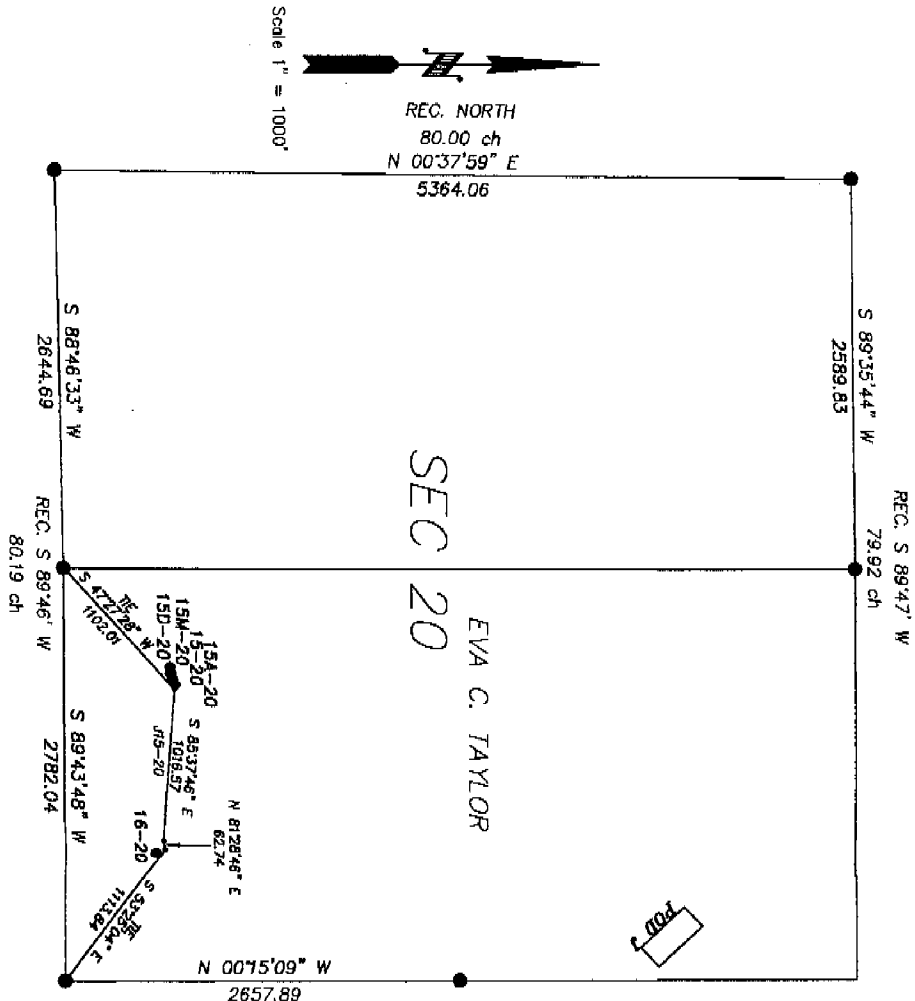 Scale 1" = 1000'
REC. NORTH
80.00 ch
N 00°37'59" E
5364.06
S 88°46'33" W
2644.69
S 89°35'44" W
2589.83
REC. S 89°47' W
79.92 ch
SEC 20
EVA C. TAYLOR
REC. S 89°46' W
80.19 ch
TIE
S 47°27'28" W
1102.01
15A-20
15-20
15M-20
15D-20
S 89°43'48" W
2782.04
1016.57
J15-20
16-20
N 81°28'46" E
62.74
TIE
S 53°25'04" E
1113.84
POD J
N 00°15'09" W
2657.89